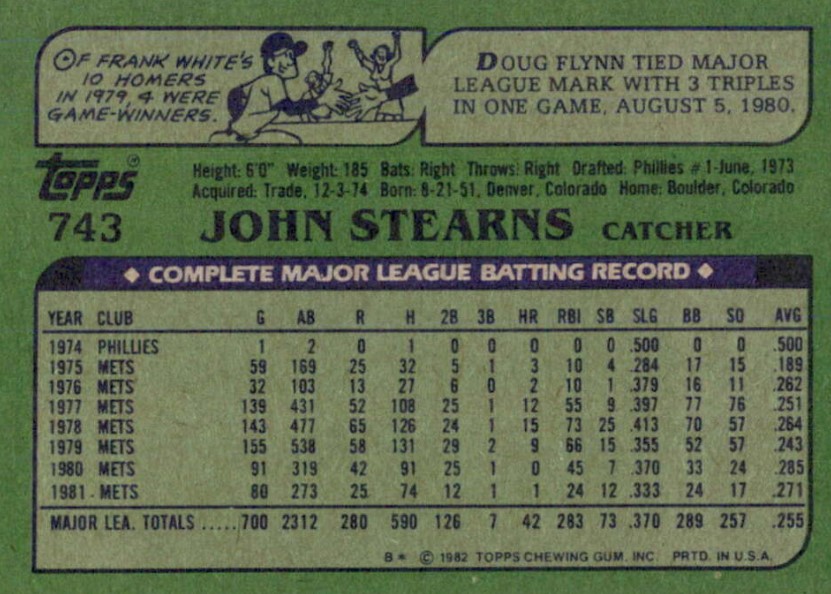 OF FRANK WHITE'S
10 HOMERS
IN 1979, 4 WERE
GAME-WINNERS.
DOUG FLYNN TIED MAJOR
LEAGUE MARK WITH 3 TRIPLES
IN ONE GAME, AUGUST 5, 1980.
Topps®
Height: 6'0" Weight: 185 Bats: Right Throws: Right Drafted: Phillies #1-June, 1973
Acquired: Trade, 12-3-74 Born: 8-21-51, Denver, Colorado Home: Boulder, Colorado
743 JOHN STEARNS CATCHER
◆ COMPLETE MAJOR LEAGUE BATTING RECORD ◆
YEAR CLUB G AB R H 2B 3B HR RBI SB SLG BB SO AVG
1974 PHILLIES 1 2 0 1 0 0 0 0 0 .500 0 0 .500
1975 METS 59 169 25 32 5 1 3 10 4 .284 17 15 .189
1976 METS 32 103 13 27 6 0 2 10 1 .379 16 11 .262
1977 METS 139 431 52 108 25 1 12 55 9 .397 77 76 .251
1978 METS 143 477 65 126 24 1 15 73 25 .413 70 57 .264
1979 METS 155 538 58 131 29 2 9 66 15 .355 52 57 .243
1980 METS 91 319 42 91 25 1 0 45 7 .370 33 24 .285
1981 METS 80 273 25 74 12 1 1 24 12 .333 24 17 .271
MAJOR LEA. TOTALS .....700 2312 280 590 126 7 42 283 73 .370 289 257 .255
B* © 1982 TOPPS CHEWING GUM, INC. PRTD. IN U.S.A.